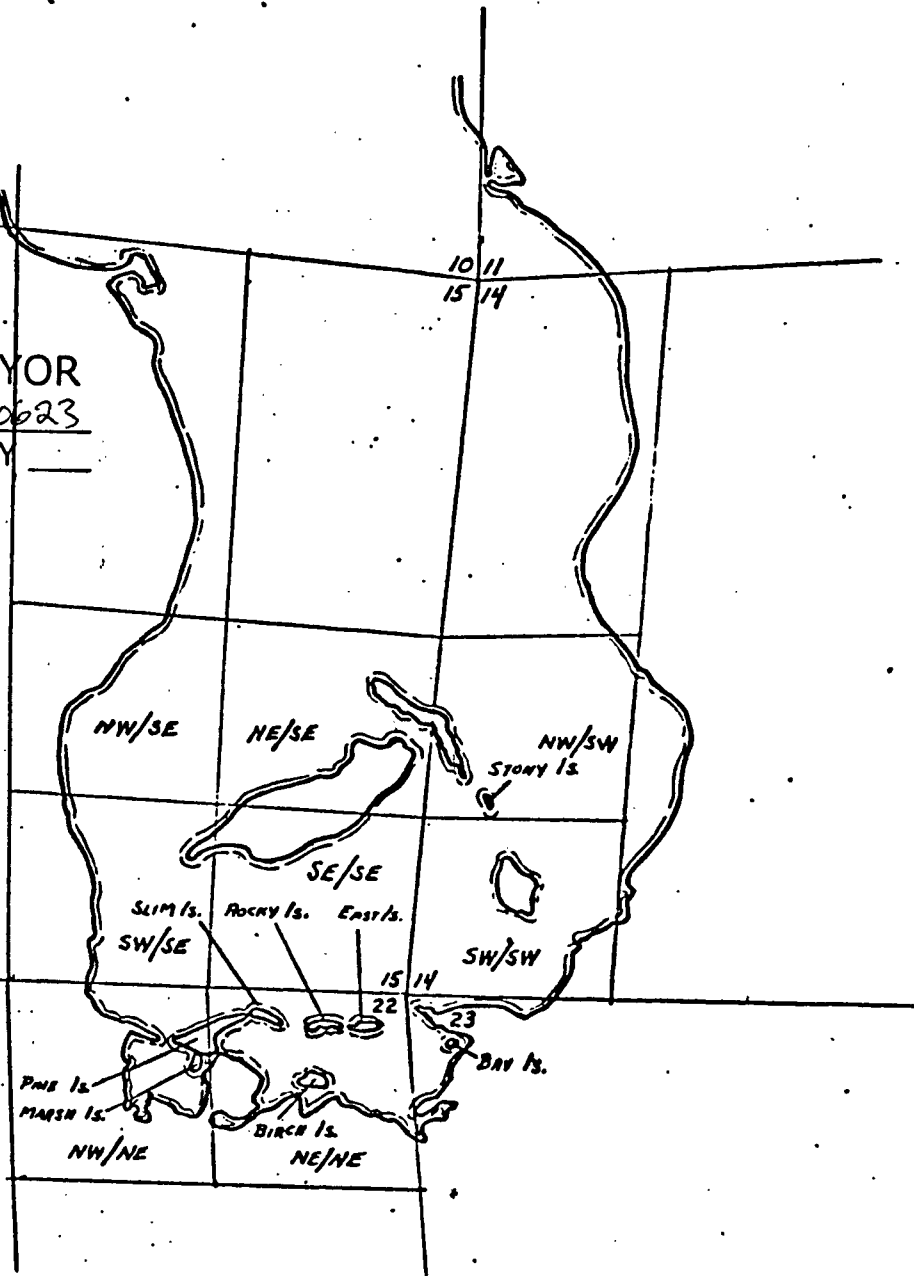 10 11
15 14
YOR
0623
Y
NW/SE
NE/SE
NW/SW
STONY IS.
SE/SE
SLIM IS.
ROCKY IS.
EAST IS.
SW/SE
SW/SW
15 14
22
23
BAY IS.
PINE IS.
MARSH IS.
BIRCH IS.
NW/NE
NE/NE